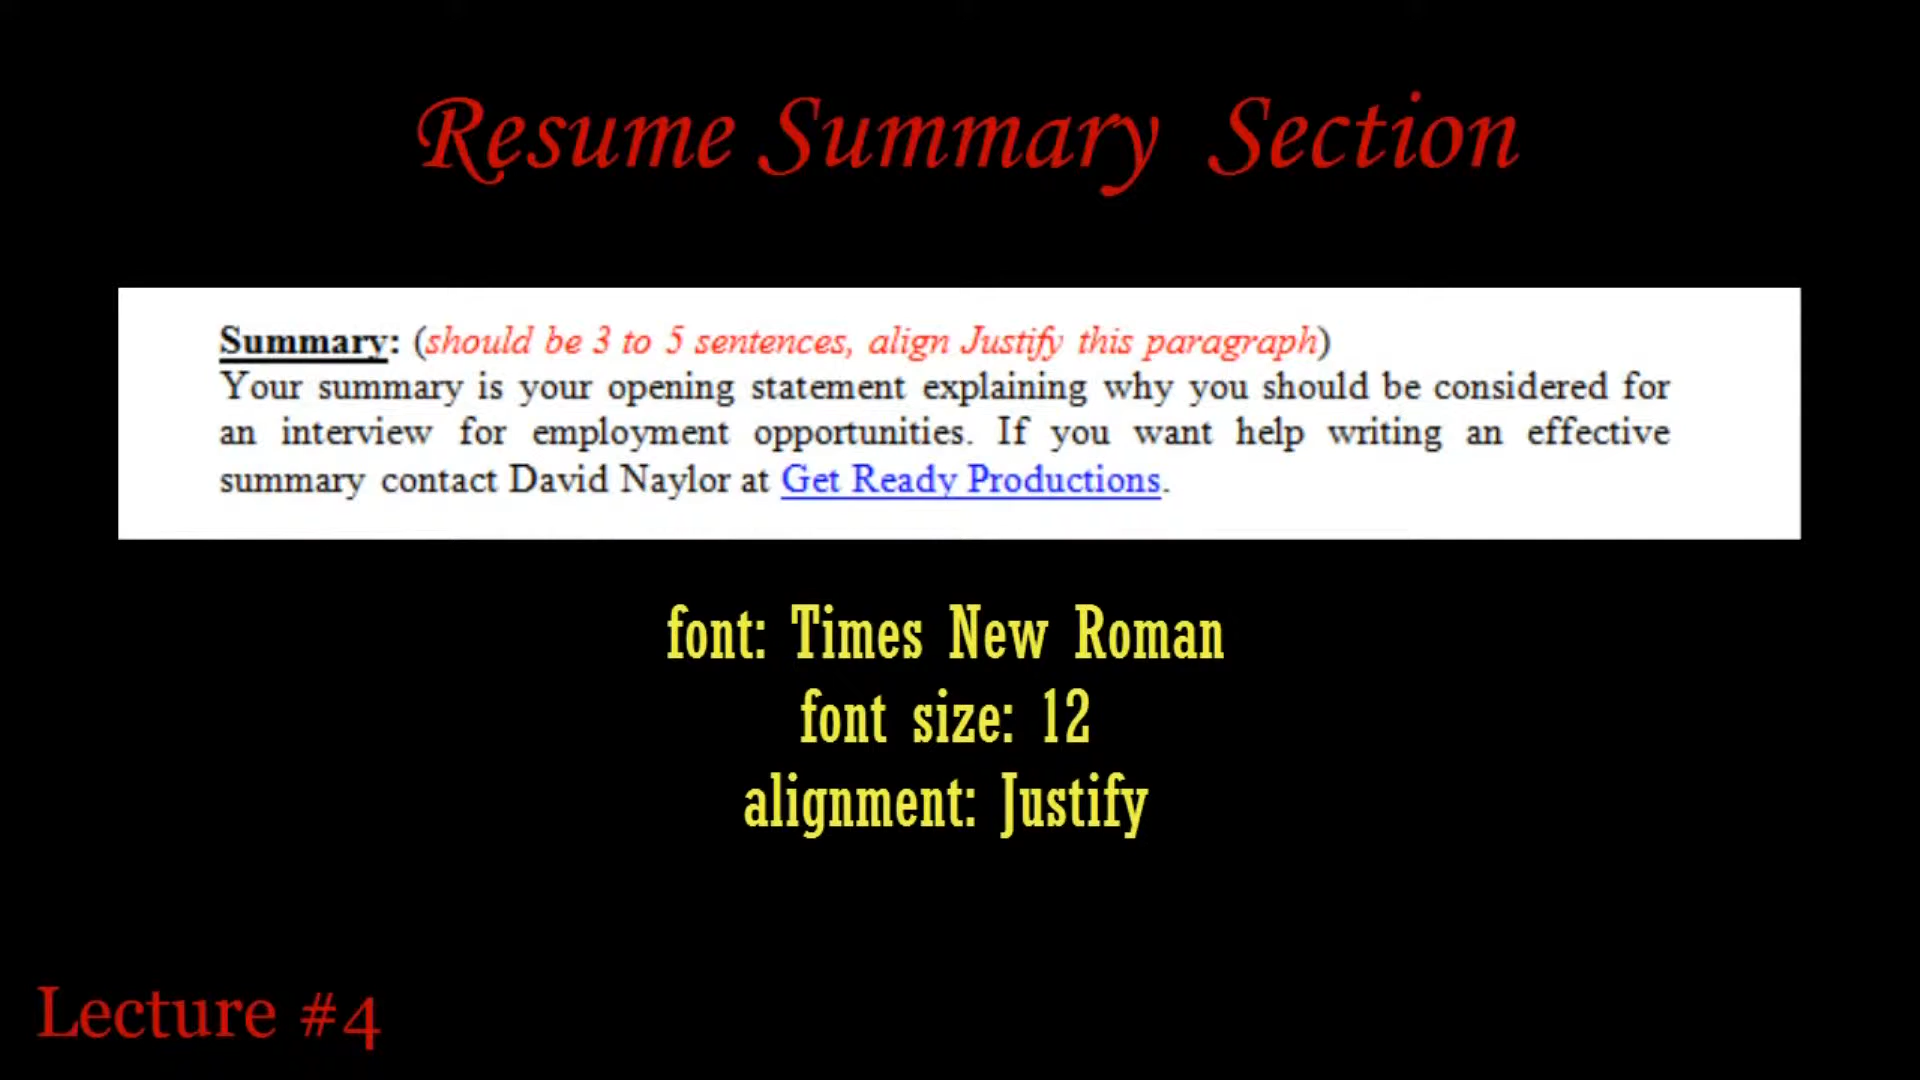 Resume Summary Section
Summary: (should be 3 to 5 sentences, align Justify this paragraph)
Your summary is your opening statement explaining why you should be considered for
an interview for employment opportunities. If you want help writing an effective
summary contact David Naylor at Get Ready Productions.
font: Times New Roman
font size: 12
alignment: Justify
Lecture #4